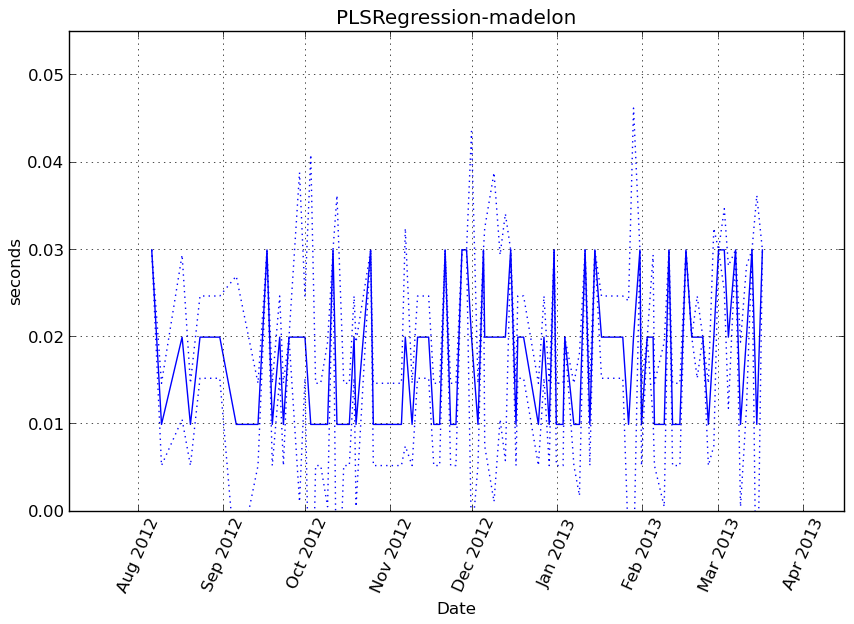 PLSRegression-madelon
0.05
0.04
0.03
0.02
0.01
0.00
seconds
Aug 2012
Sep 2012
Oct 2012
Nov 2012
Dec 2012
Jan 2013
Feb 2013
Mar 2013
Apr 2013
Date